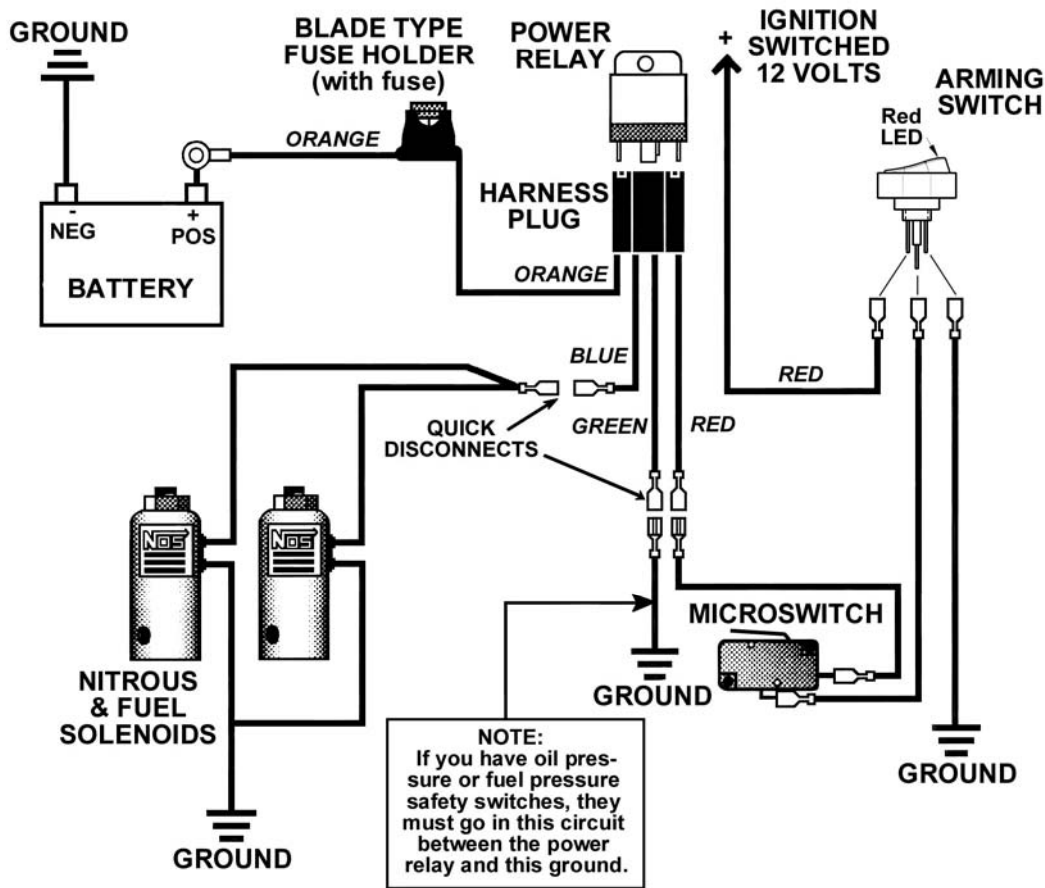 GROUND
BLADE TYPE
FUSE HOLDER
(with fuse)
POWER
RELAY
+
IGNITION
SWITCHED
12 VOLTS
ARMING
SWITCH
Red
LED
ORANGE
-
NEG
+
POS
BATTERY
HARNESS
PLUG
ORANGE
BLUE
RED
QUICK
DISCONNECTS
GREEN
RED
NOS
NOS
MICROSWITCH
NITROUS
& FUEL
SOLENOIDS
GROUND
GROUND
GROUND
NOTE:
If you have oil pres-
sure or fuel pressure
safety switches, they
must go in this circuit
between the power
relay and this ground.